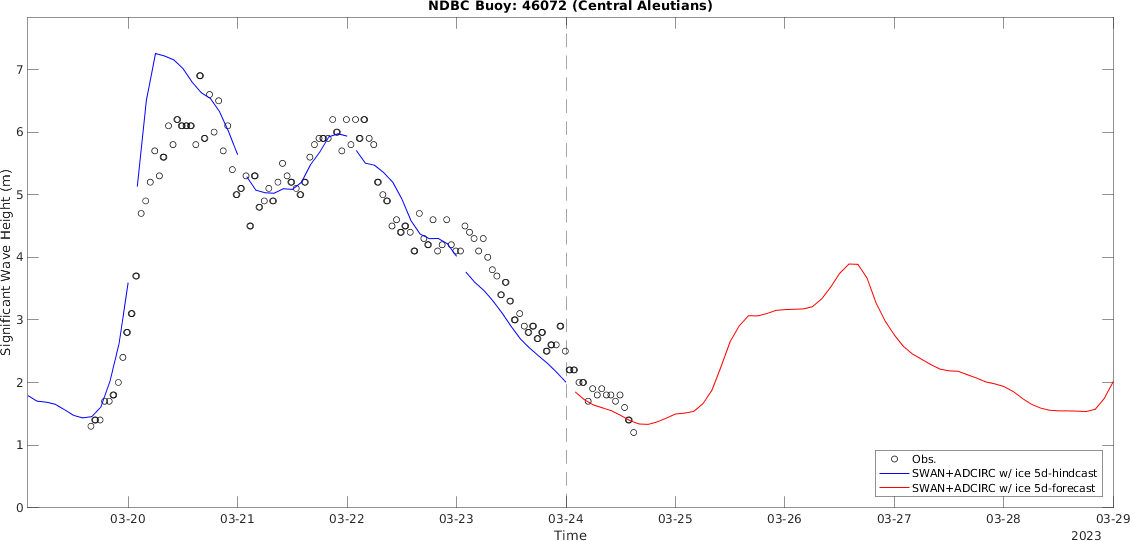 NDBC Buoy: 46072 (Central Aleutians)
Significant Wave Height (m)
7
6
5
4
3
2
1
0
Obs.
SWAN+ADCIRC w/ ice 5d-hindcast
SWAN+ADCIRC w/ ice 5d-forecast
03-20 03-21 03-22 03-23 03-24 03-25 03-26 03-27 03-28 03-29
Time
2023